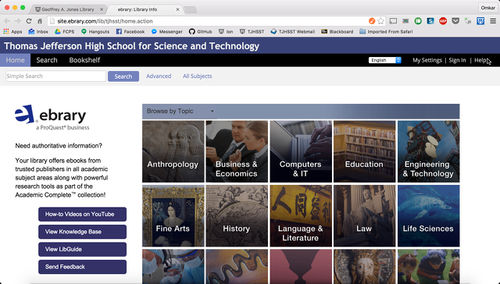 Geoffrey A. Jones Library
ebrary: Library Info
Omkar
site.ebrary.com/lib/tjhsst/home.action
Apps
Inbox
FCPS
House
Facebook
Messenger
GitHub
Ion
TJHSST
TJ Webmail
Blackboard
Imported From Safari
Thomas Jefferson High School for Science and Technology
Home
Search
Bookshelf
English
My Settings | Sign In | Help
Simple Search
Search
Advanced
All Subjects
ebrary
a ProQuest business
Need authoritative information?
Your library offers ebooks from
trusted publishers in all academic
subject areas along with powerful
research tools as part of the
Academic Complete™ collection!
How-to Videos on YouTube
View Knowledge Base
View LibGuide
Send Feedback
Browse by Topic
Anthropology
Business &
Economics
Computers
& IT
Education
Engineering
& Technology
Fine Arts
History
Language &
Literature
Law
Life Sciences